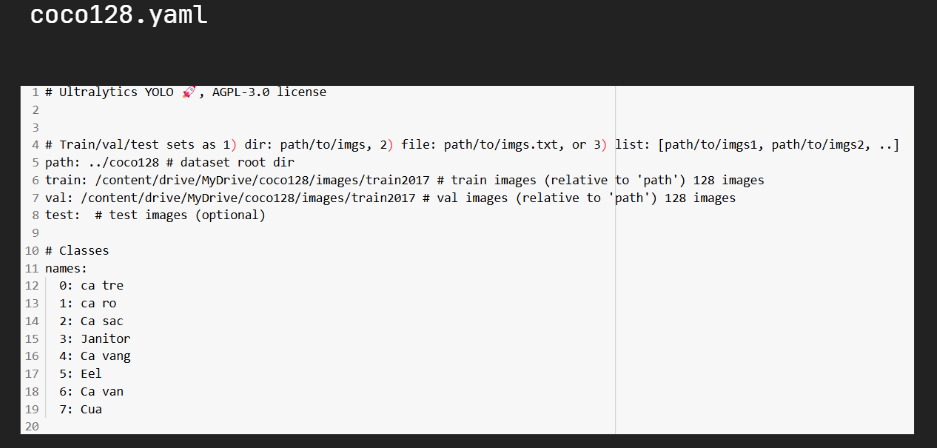 coco128.yaml
1 # Ultralytics YOLO 🚀, AGPL-3.0 license
2
3
4 # Train/val/test sets as 1) dir: path/to/imgs, 2) file: path/to/imgs.txt, or 3) list: [path/to/imgs1, path/to/imgs2, ..]
5 path: ../coco128 # dataset root dir
6 train: /content/drive/MyDrive/coco128/images/train2017 # train images (relative to 'path') 128 images
7 val: /content/drive/MyDrive/coco128/images/train2017 # val images (relative to 'path') 128 images
8 test:  # test images (optional)
9
10 # Classes
11 names:
12   0: ca tre
13   1: ca ro
14   2: Ca sac
15   3: Janitor
16   4: Ca vang
17   5: Eel
18   6: Ca van
19   7: Cua
20